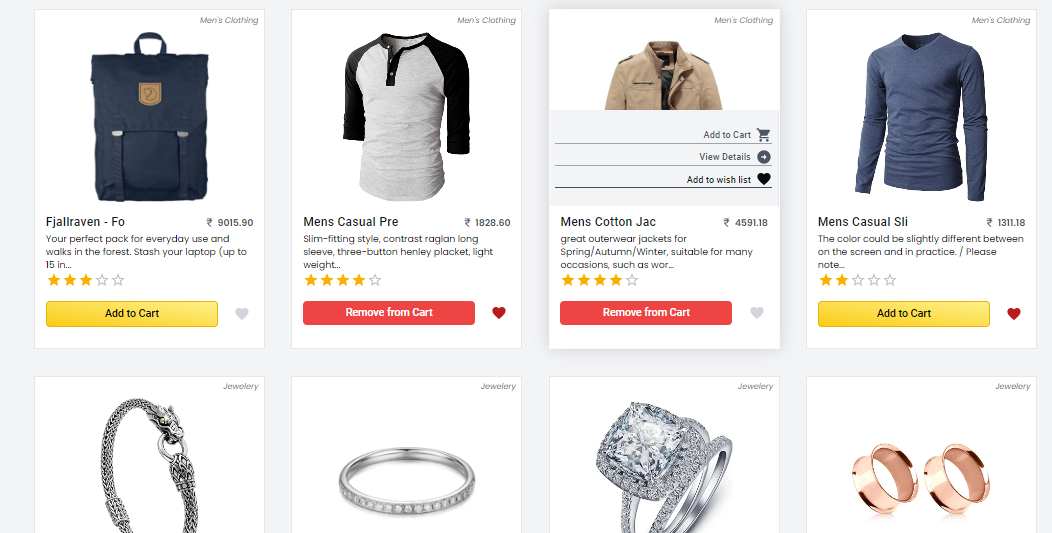 Men's Clothing
Men's Clothing
Men's Clothing
Men's Clothing
Add to Cart
View Details
Add to wish list
Fjallraven - Fo ₹ 9015.90
Your perfect pack for everyday use and
walks in the forest. Stash your laptop (up to
15 in...
Add to Cart
Mens Casual Pre ₹ 1828.60
Slim-fitting style, contrast raglan long
sleeve, three-button henley placket, light
weight...
Remove from Cart
Mens Cotton Jac ₹ 4591.18
great outerwear jackets for
Spring/Autumn/Winter, suitable for many
occasions, such as wor...
Remove from Cart
Mens Casual Sli ₹ 1311.18
The color could be slightly different between
on the screen and in practice. / Please
note...
Add to Cart
Jewelery
Jewelery
Jewelery
Jewelery